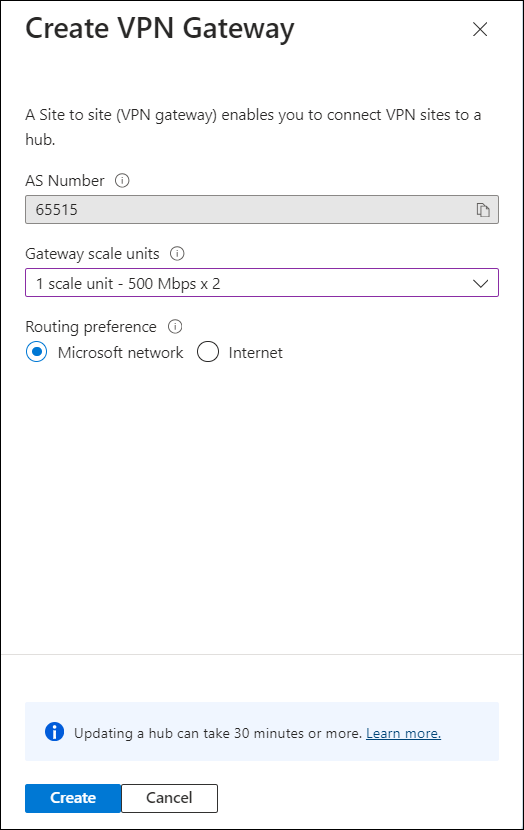 Create VPN Gateway
A Site to site (VPN gateway) enables you to connect VPN sites to a
hub.
AS Number
65515
Gateway scale units
1 scale unit - 500 Mbps x 2
Routing preference
Microsoft network Internet
Updating a hub can take 30 minutes or more. Learn more.
Create Cancel